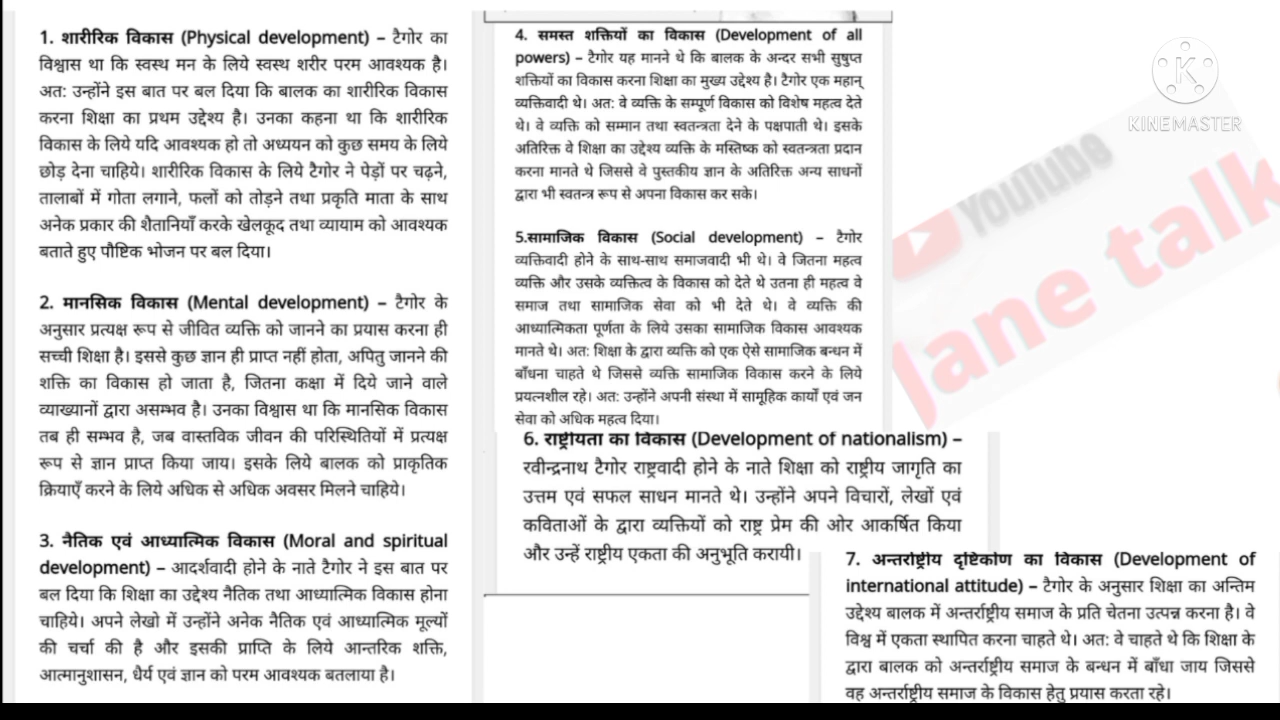 1. शारीरिक विकास (Physical development) – टैगोर का
विश्वास था कि स्वस्थ मन के लिये स्वस्थ शरीर परम आवश्यक है।
अत: उन्होंने इस बात पर बल दिया कि बालक का शारीरिक विकास
करना शिक्षा का प्रथम उद्देश्य है। उनका कहना था कि शारीरिक
विकास के लिये यदि आवश्यक हो तो अध्ययन को कुछ समय के लिये
छोड़ देना चाहिये। शारीरिक विकास के लिये टैगोर ने पेड़ों पर चढ़ने,
तालाबों में गोता लगाने, फलों को तोड़ने तथा प्रकृति माता के साथ
अनेक प्रकार की शैतानियाँ करके खेलकूद तथा व्यायाम को आवश्यक
बताते हुए पौष्टिक भोजन पर बल दिया।
2. मानसिक विकास (Mental development) – टैगोर के
अनुसार प्रत्यक्ष रूप से जीवित व्यक्ति को जानने का प्रयास करना ही
सच्ची शिक्षा है। इससे कुछ ज्ञान ही प्राप्त नहीं होता, अपितु जानने की
शक्ति का विकास हो जाता है, जितना कक्षा में दिये जाने वाले
व्याख्यानों द्वारा असम्भव है। उनका विश्वास था कि मानसिक विकास
तब ही सम्भव है, जब वास्तविक जीवन की परिस्थितियों में प्रत्यक्ष
रूप से ज्ञान प्राप्त किया जाय। इसके लिये बालक को प्राकृतिक
क्रियाएँ करने के लिये अधिक से अधिक अवसर मिलने चाहिये।
3. नैतिक एवं आध्यात्मिक विकास (Moral and spiritual
development) – आदर्शवादी होने के नाते टैगोर ने इस बात पर
बल दिया कि शिक्षा का उद्देश्य नैतिक तथा आध्यात्मिक विकास होना
चाहिये। अपने लेखो में उन्होंने अनेक नैतिक एवं आध्यात्मिक मूल्यों
की चर्चा की है और इसकी प्राप्ति के लिये आन्तरिक शक्ति,
आत्मानुशासन, धैर्य एवं ज्ञान को परम आवश्यक बतलाया है।
4. समस्त शक्तियों का विकास (Development of all
powers) – टैगोर यह मानने थे कि बालक के अन्दर सभी सुषुप्त
शक्तियों का विकास करना शिक्षा का मुख्य उद्देश्य है। टैगोर एक महान्
व्यक्तिवादी थे। अत: वे व्यक्ति के सम्पूर्ण विकास को विशेष महत्व देते
थे। वे व्यक्ति को सम्मान तथा स्वतन्त्रता देने के पक्षपाती थे। इसके
अतिरिक्त वे शिक्षा का उद्देश्य व्यक्ति के मस्तिष्क को स्वतन्त्रता प्रदान
करना मानते थे जिससे वे पुस्तकीय ज्ञान के अतिरिक्त अन्य साधनों
द्वारा भी स्वतन्त्र रूप से अपना विकास कर सके।
5.सामाजिक विकास (Social development) – टैगोर
व्यक्तिवादी होने के साथ-साथ समाजवादी भी थे। वे जितना महत्व
व्यक्ति और उसके व्यक्तित्व के विकास को देते थे उतना ही महत्व वे
समाज तथा सामाजिक सेवा को भी देते थे। वे व्यक्ति की
आध्यात्मिकता पूर्णता के लिये उसका सामाजिक विकास आवश्यक
मानते थे। अत: शिक्षा के द्वारा व्यक्ति को एक ऐसे सामाजिक बन्धन में
बाँधना चाहते थे जिससे व्यक्ति सामाजिक विकास करने के लिये
प्रयत्नशील रहे। अत: उन्होंने अपनी संस्था में सामूहिक कार्यों एवं जन
सेवा को अधिक महत्व दिया।
6. राष्ट्रीयता का विकास (Development of nationalism) –
रवीन्द्रनाथ टैगोर राष्ट्रवादी होने के नाते शिक्षा को राष्ट्रीय जागृति का
उत्तम एवं सफल साधन मानते थे। उन्होंने अपने विचारों, लेखों एवं
कविताओं के द्वारा व्यक्तियों को राष्ट्र प्रेम की ओर आकर्षित किया
और उन्हें राष्ट्रीय एकता की अनुभूति करायी।
7. अन्तर्राष्ट्रीय दृष्टिकोण का विकास (Development of
international attitude) – टैगोर के अनुसार शिक्षा का अन्तिम
उद्देश्य बालक में अन्तर्राष्ट्रीय समाज के प्रति चेतना उत्पन्न करना है। वे
विश्व में एकता स्थापित करना चाहते थे। अत: वे चाहते थे कि शिक्षा के
द्वारा बालक को अन्तर्राष्ट्रीय समाज के बन्धन में बाँधा जाय जिससे
वह अन्तर्राष्ट्रीय समाज के विकास हेतु प्रयास करता रहे।
K
KINEMASTER
Youtube
Jane talk